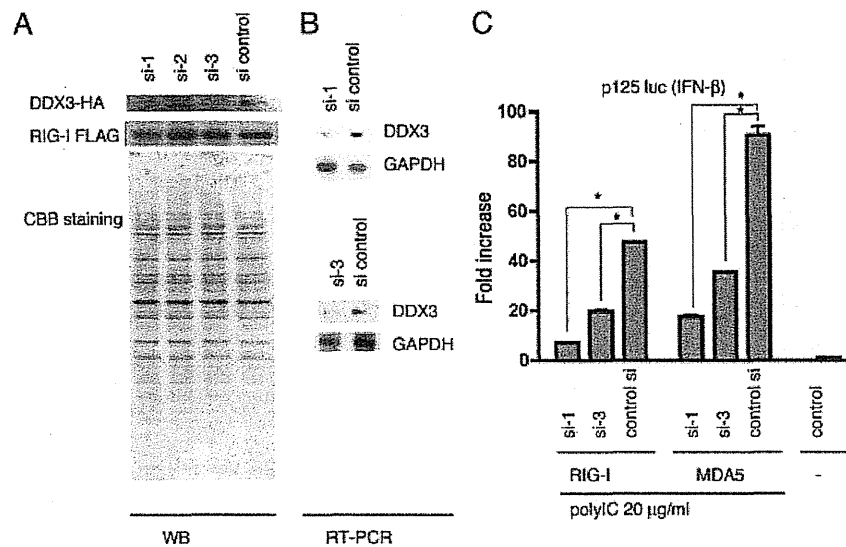 A
si-1
si-2
si-3
si control
DDX3-HA
RIG-I FLAG
CBB staining
WB
B
si-1
si control
DDX3
GAPDH
si-3
si control
DDX3
GAPDH
RT-PCR
C
p125 luc (IFN-β)
*
*
*
*
Fold increase
100
80
60
40
20
0
si-1
si-3
control si
si-1
si-3
control si
control
RIG-I
MDA5
-
polyIC 20 µg/ml